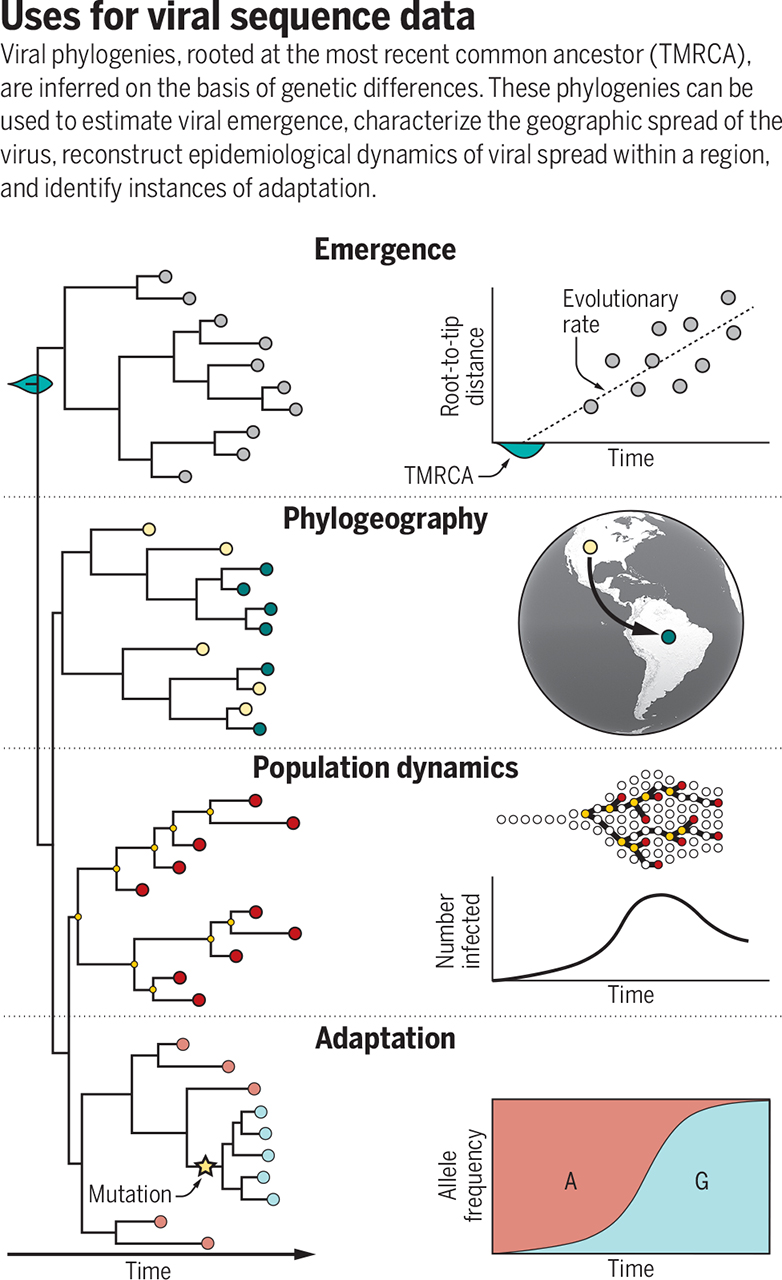 Uses for viral sequence data
Viral phylogenies, rooted at the most recent common ancestor (TMRCA),
are inferred on the basis of genetic differences. These phylogenies can be
used to estimate viral emergence, characterize the geographic spread of the
virus, reconstruct epidemiological dynamics of viral spread within a region,
and identify instances of adaptation.
Emergence
Evolutionary
rate
Root-to-tip
distance
Time
TMRCA
Phylogeography
Population dynamics
Number
infected
Time
Adaptation
Mutation
Allele
frequency
A
G
Time
Time